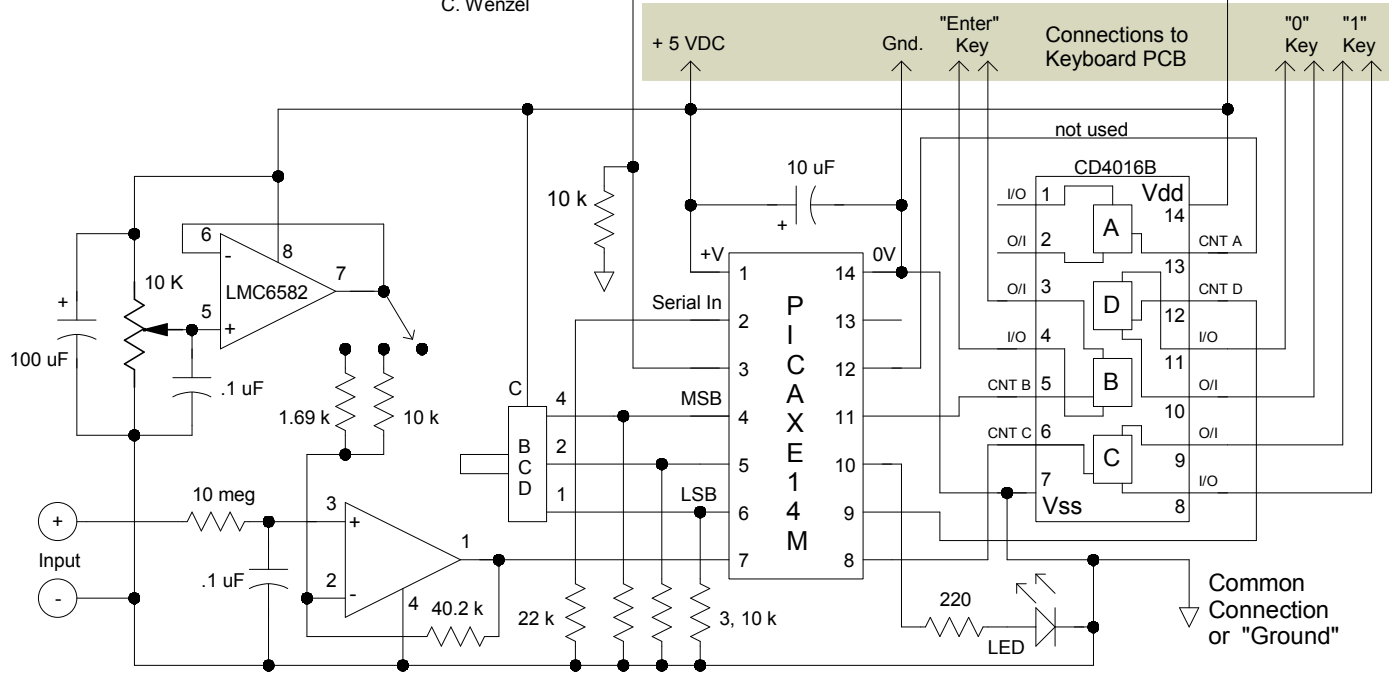 C. Wenzel
+ 5 VDC
Gnd.
"Enter"
Key
Connections to
Keyboard PCB
"0"
Key
"1"
Key
not used
10 uF
+
10 k
CD4016B
Vdd
14
I/O 1
A
O/I 2
CNT A
13
6
-
8
7
LMC6582
5
+
10 K
+
100 uF
.1 uF
+V
0V
1
14
Serial In
2
13
3
12
MSB
4
11
5
10
LSB
6
9
7
8
PICAXE14M
O/I 3
D
CNT D
12
I/O 4
I/O
11
CNT B 5
B
O/I
10
CNT C 6
C
O/I
9
7
I/O
Vss
8
1.69 k
10 k
C
BCD
4
2
1
10 meg
+
Input
-
.1 uF
3
+
1
2
-
4
40.2 k
22 k
3, 10 k
220
LED
Common
Connection
or "Ground"